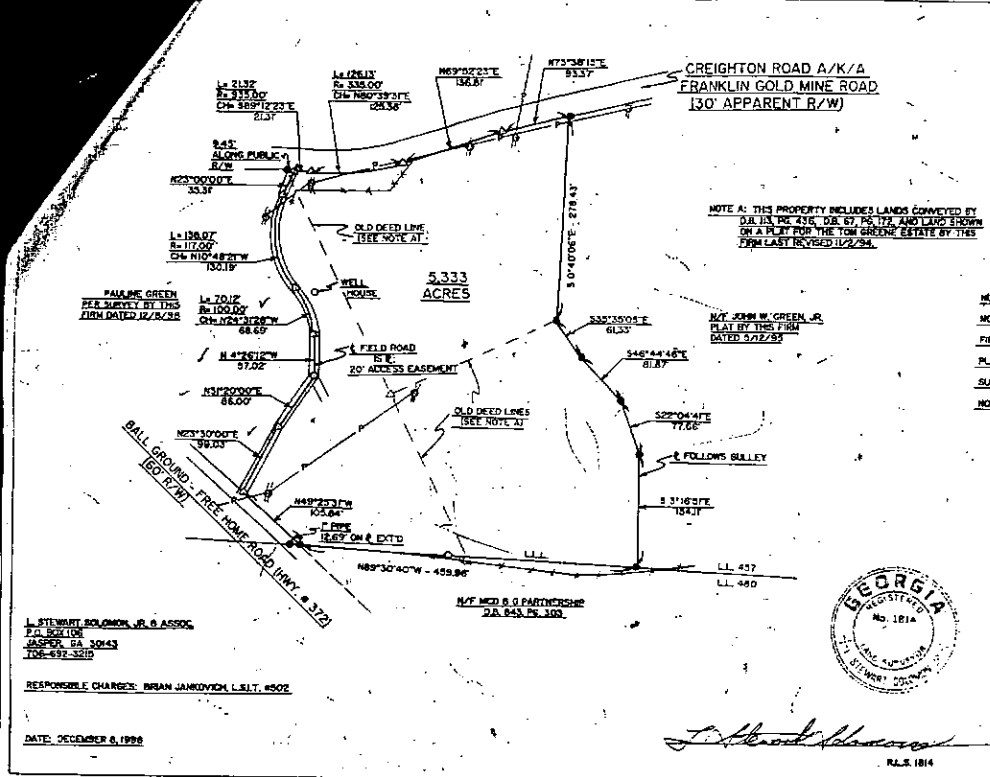 CREIGHTON ROAD A/K/A
FRANKLIN GOLD MINE ROAD
(30' APPARENT R/W)
L= 21.32'
R= 935.00'
CH= S89°12'23"E
21.31'
L= 126.13'
R= 335.00'
CH= N80°39'31"E
125.38'
N69°52'23"E
136.81'
N73°38'15"E
93.37'
9.45'
ALONG PUBLIC
R/W
N23°00'00"E
35.31'
L= 138.07'
R= 117.00'
CH= N10°48'21"W
130.19'
OLD DEED LINE
(SEE NOTE A)
S 0°40'06"E - 278.43'
NOTE A: THIS PROPERTY INCLUDES LANDS CONVEYED BY
D.B. 113, PG. 436, D.B. 67, PG. 172, AND LAND SHOWN
ON A PLAT FOR THE TOM GREENE ESTATE BY THIS
FIRM LAST REVISED 11/2/94.
WELL
HOUSE
5.333
ACRES
PAULINE GREEN
PER SURVEY BY THIS
FIRM DATED 12/8/98
L= 70.12'
R= 100.00'
CH= N24°31'28"W
68.69'
N/F JOHN W. GREEN, JR.
PLAT BY THIS FIRM
DATED 5/12/95
S35°35'05"E
61.33'
N 4°26'12"W
57.02'
℄ FIELD ROAD
IS ℄
20' ACCESS EASEMENT
S46°44'46"E
81.87'
N31°20'00"E
86.00'
OLD DEED LINES
(SEE NOTE A)
S22°04'41"E
77.66'
N23°30'00"E
99.03'
℄ FOLLOWS GULLEY
BALL GROUND - FREE HOME ROAD (HWY. # 372)
(60' R/W)
N49°25'31"W
105.84'
S 3°16'51"E
154.11'
1" PIPE
12.69' ON ℄ EXT'D
L.L.
N89°30'40"W - 459.96'
L.L. 457
L.L. 480
N/F MED & G PARTNERSHIP
D.B. 843, PG. 303
L. STEWART SOLOMON, JR. & ASSOC.
P.O. BOX 106
JASPER, GA 30143
706-692-3215
RESPONSIBLE CHARGES: BRIAN JANKOVICH, L.S.I.T. #502
DATE: DECEMBER 8, 1998
GEORGIA
REGISTERED
No. 1814
LAND SURVEYOR
STEWART SOLOMON
R.L.S. 1814